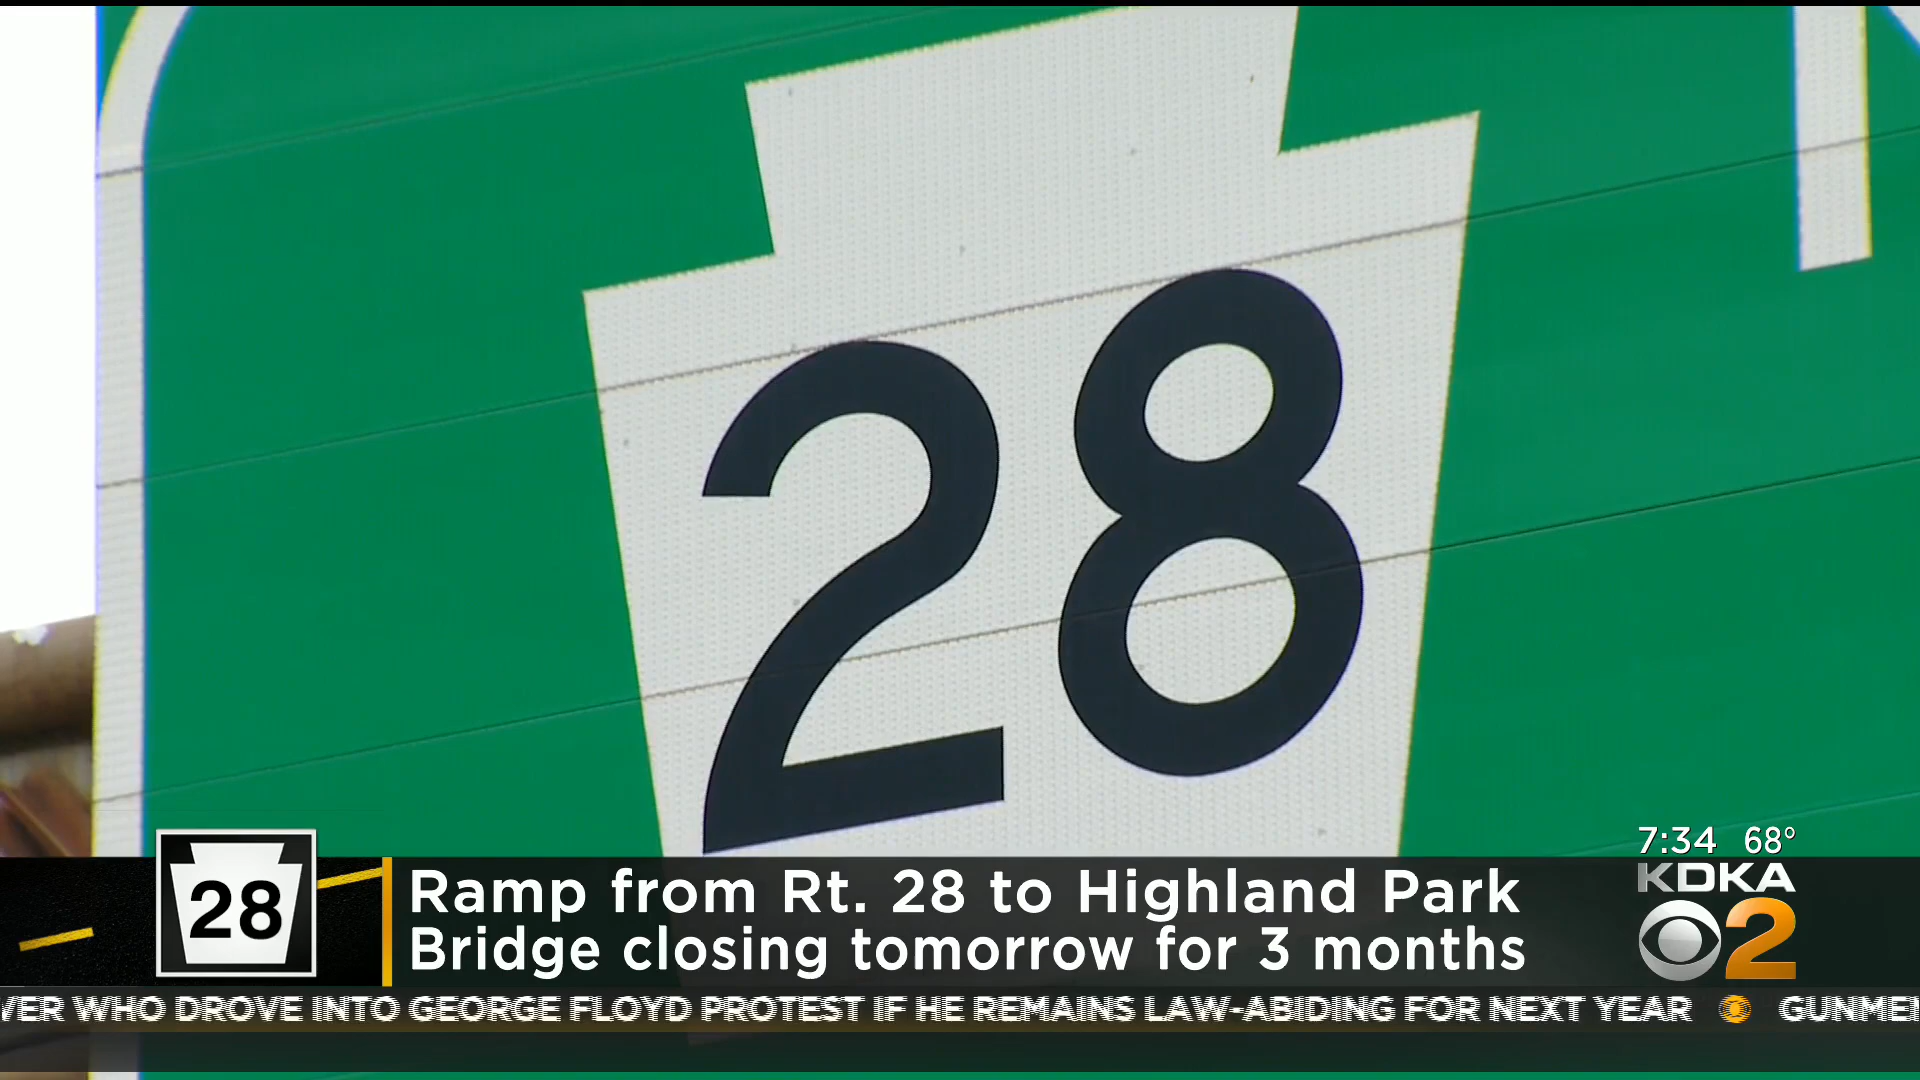 28
7:34 68°
KDKA
2
28
Ramp from Rt. 28 to Highland Park
Bridge closing tomorrow for 3 months
WHO DROVE INTO GEORGE FLOYD PROTEST IF HE REMAINS LAW-ABIDING FOR NEXT YEAR